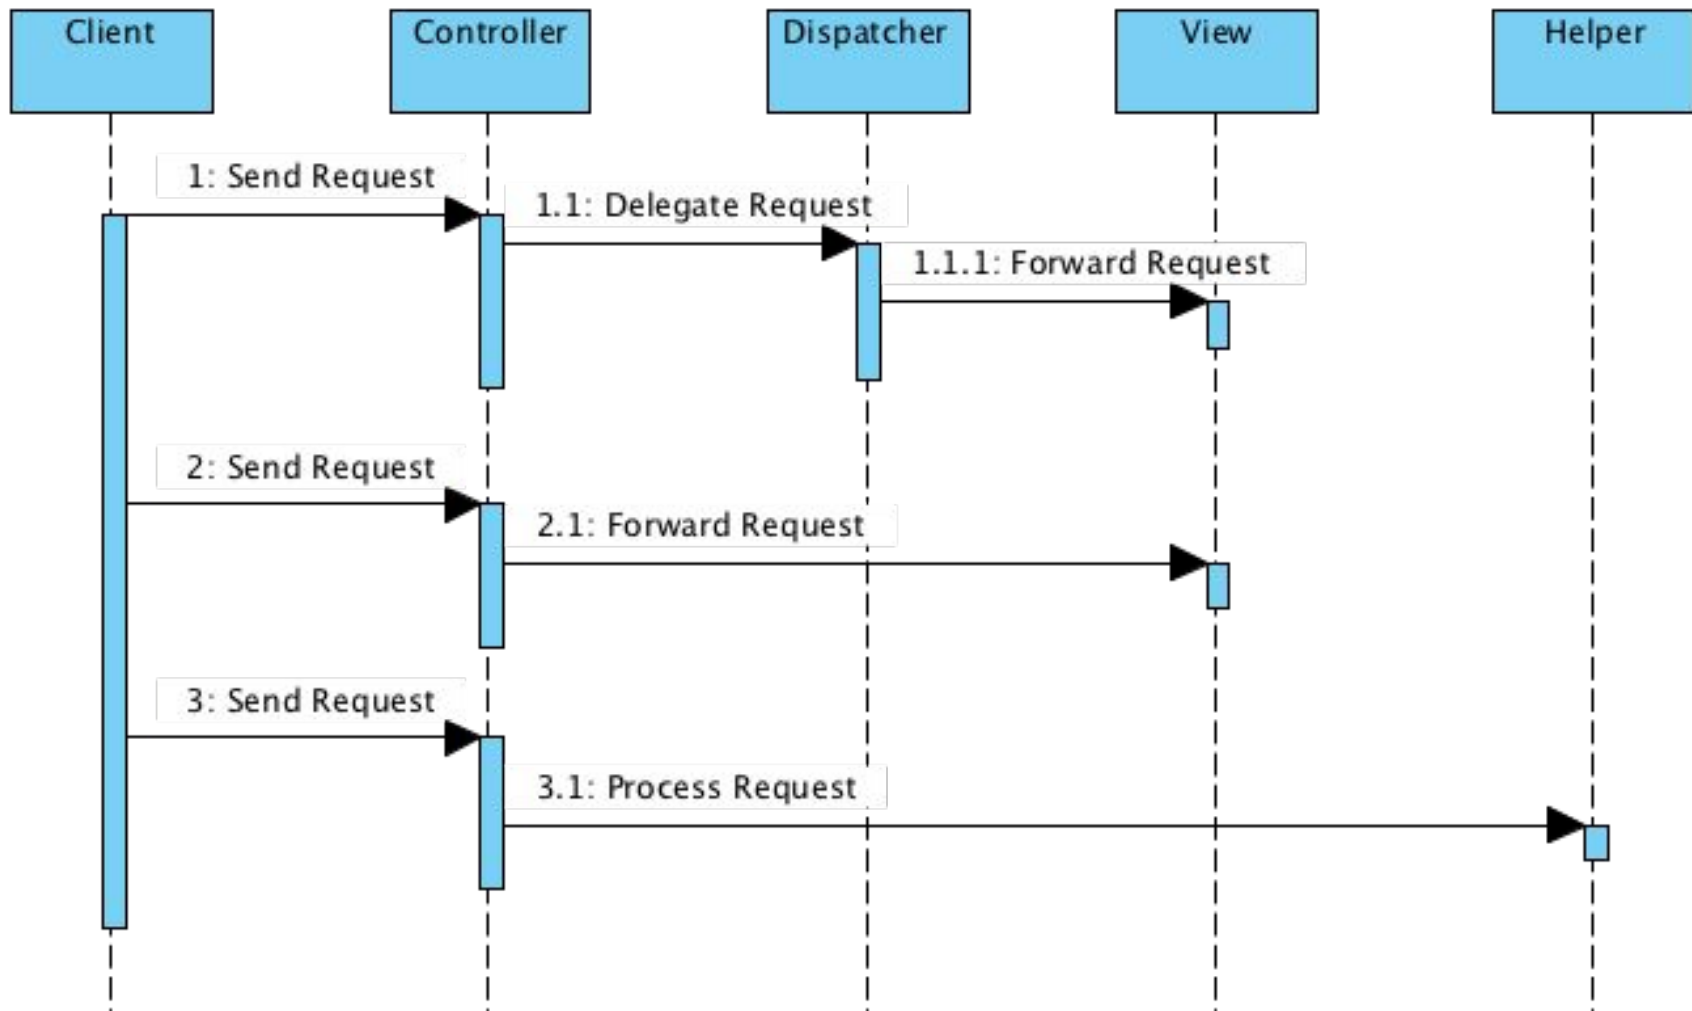 Client
Controller
Dispatcher
View
Helper
1: Send Request
1.1: Delegate Request
1.1.1: Forward Request
2: Send Request
2.1: Forward Request
3: Send Request
3.1: Process Request